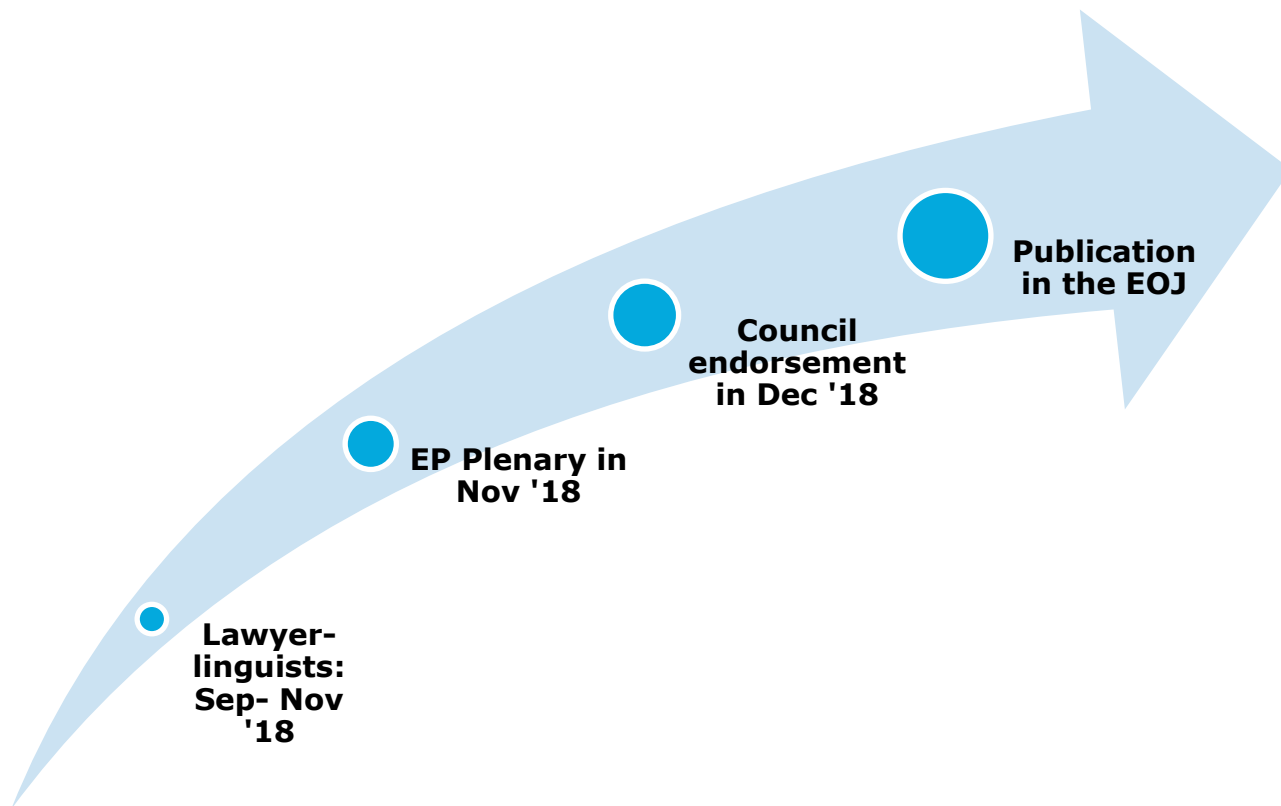 Lawyer-
linguists:
Sep- Nov
'18
EP Plenary in
Nov '18
Council
endorsement
in Dec '18
Publication
in the EOJ